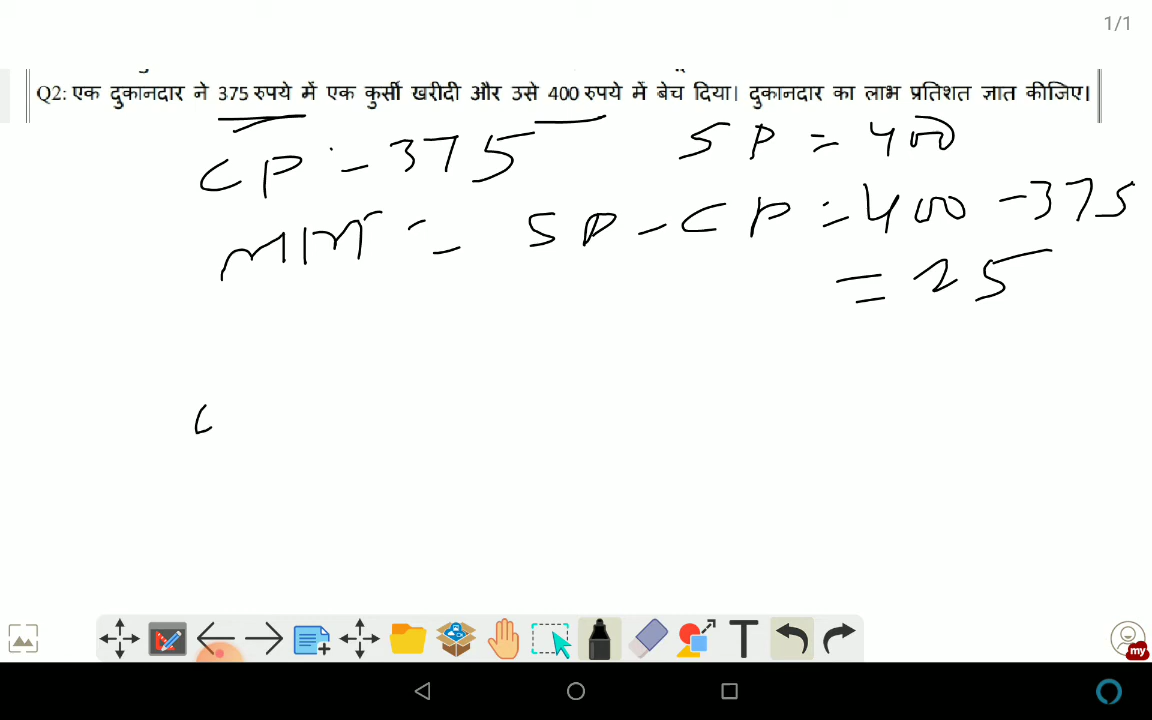 1/1
Q2: एक दुकानदार ने 375 रुपये में एक कुर्सी खरीदी और उसे 400 रुपये में बेच दिया। दुकानदार का लाभ प्रतिशत ज्ञात कीजिए।
CP = 375 SP = 400
लाभ = SP - CP = 400 - 375
= 25
T
my